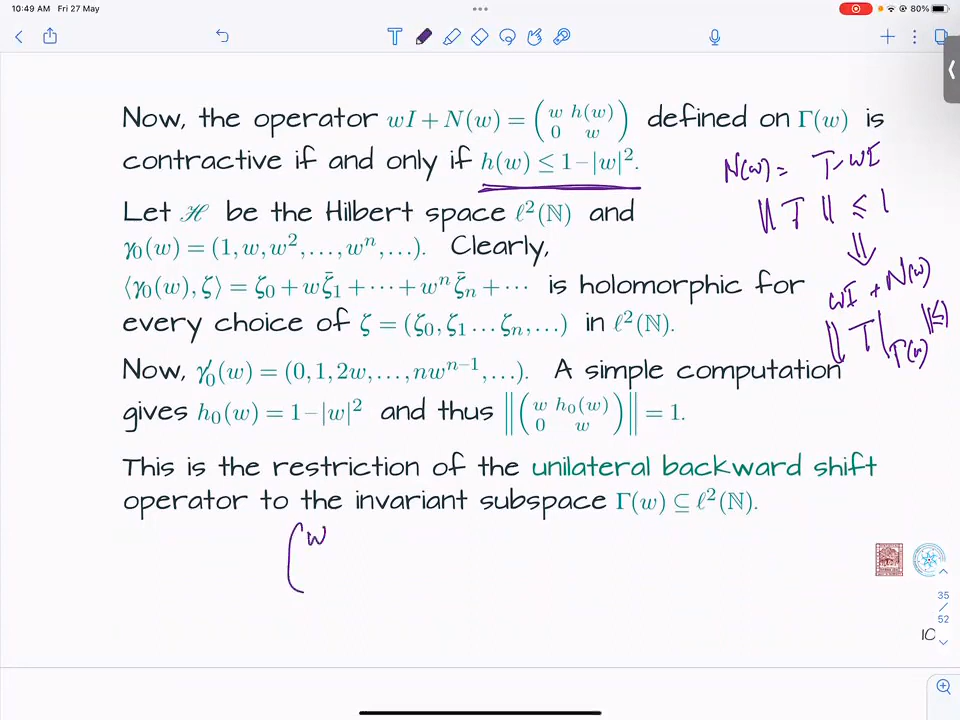 10:49 AM Fri 27 May
80%
Now, the operator wI + N(w) = (w h(w) 0 w) defined on Γ(w) is
contractive if and only if h(w) ≤ 1−|w|².
N(w) = T-wI
Let ℋ be the Hilbert space ℓ²(ℕ) and
‖T‖ ≤ 1
γ₀(w) = (1, w, w², …, wⁿ, …). Clearly,
⇓
⟨γ₀(w), ζ⟩ = ζ₀ + wζ̄₁ + ⋯ + wⁿζ̄ₙ + ⋯ is holomorphic for
wI + N(w)
every choice of ζ = (ζ₀, ζ₁ … ζₙ, …) in ℓ²(ℕ).
‖T|
Now, γ₀′(w) = (0, 1, 2w, …, nwⁿ⁻¹, …). A simple computation
gives h₀(w) = 1−|w|² and thus ‖(w h₀(w) 0 w)‖ = 1.
This is the restriction of the unilateral backward shift
operator to the invariant subspace Γ(w) ⊆ ℓ²(ℕ).
(w
35
/
52
10